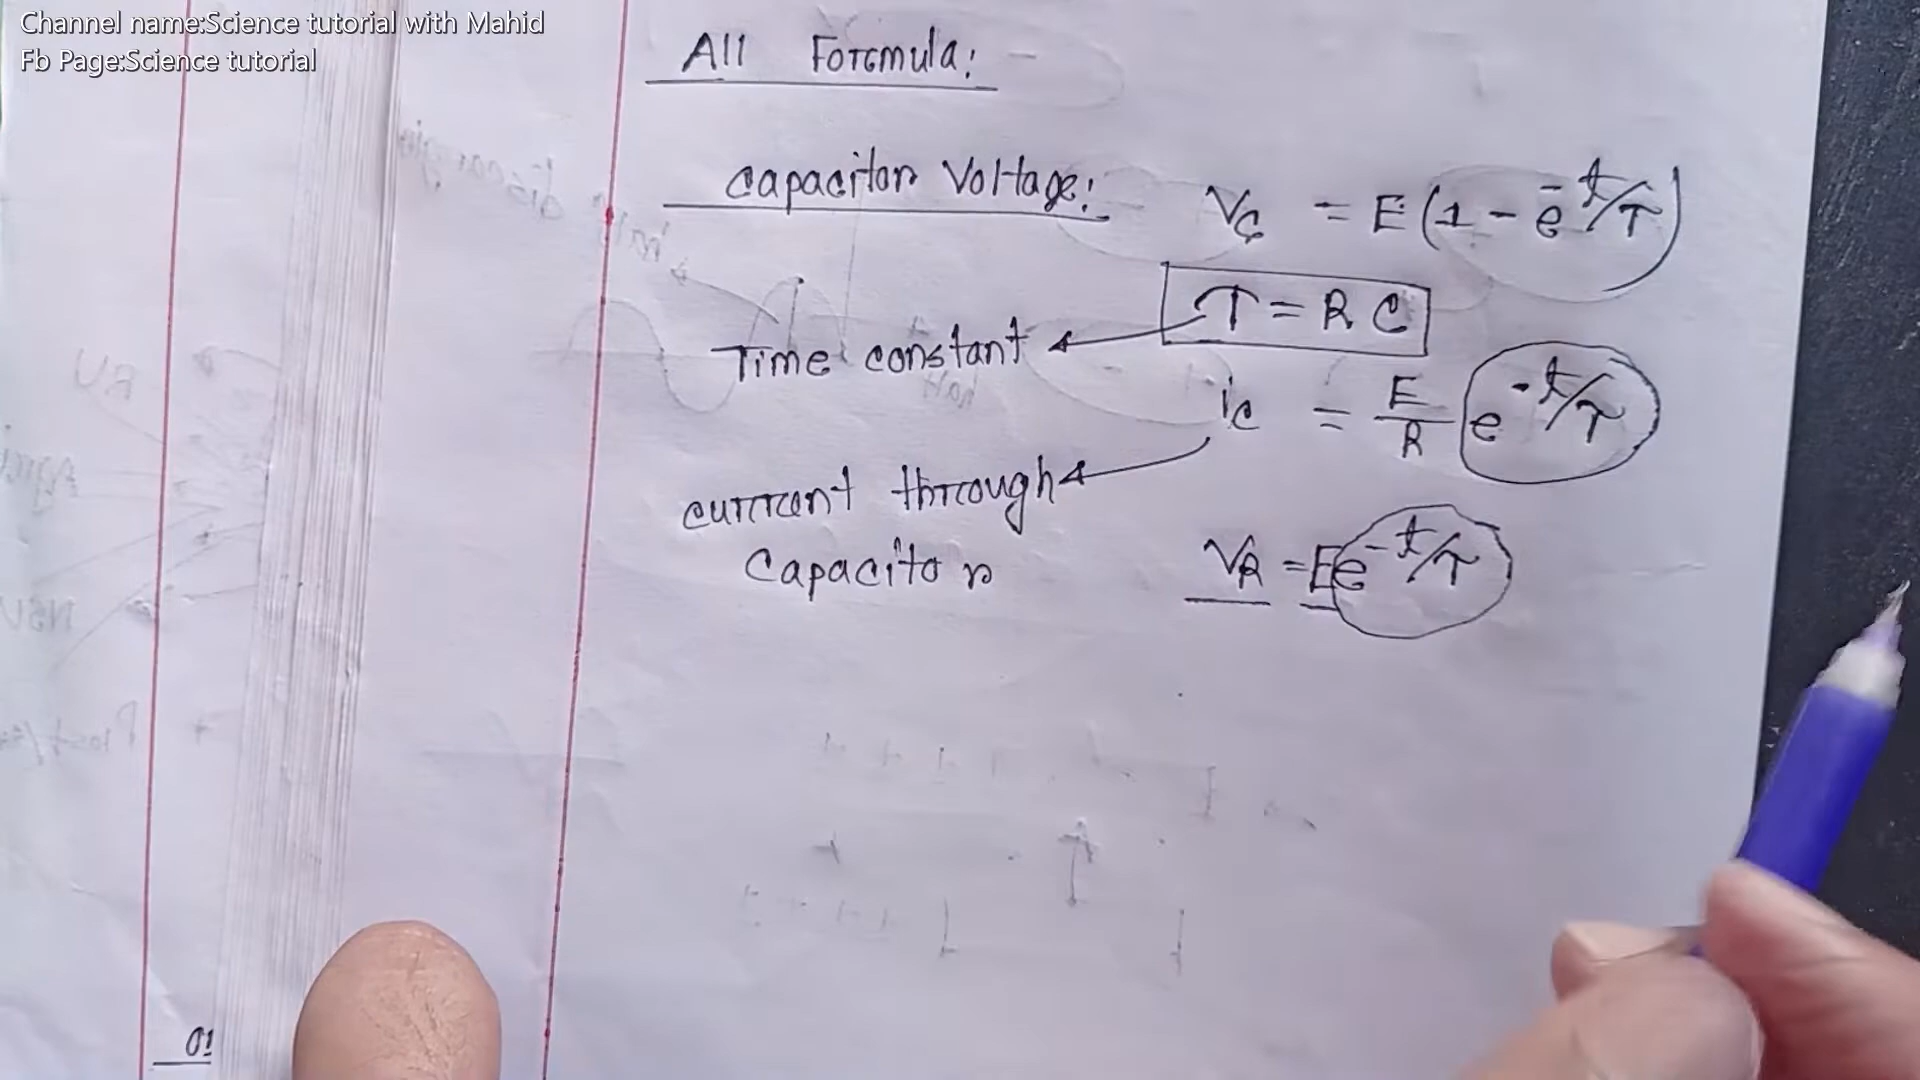 Channel name:Science tutorial with Mahid
Fb Page:Science tutorial
All Formula:
Capacitor Voltage: Vc = E(1 - e^-t/τ)
τ = RC
Time constant
ic = E/R e^-t/τ
current through
Capacitor
VR = Ee^-t/τ
01